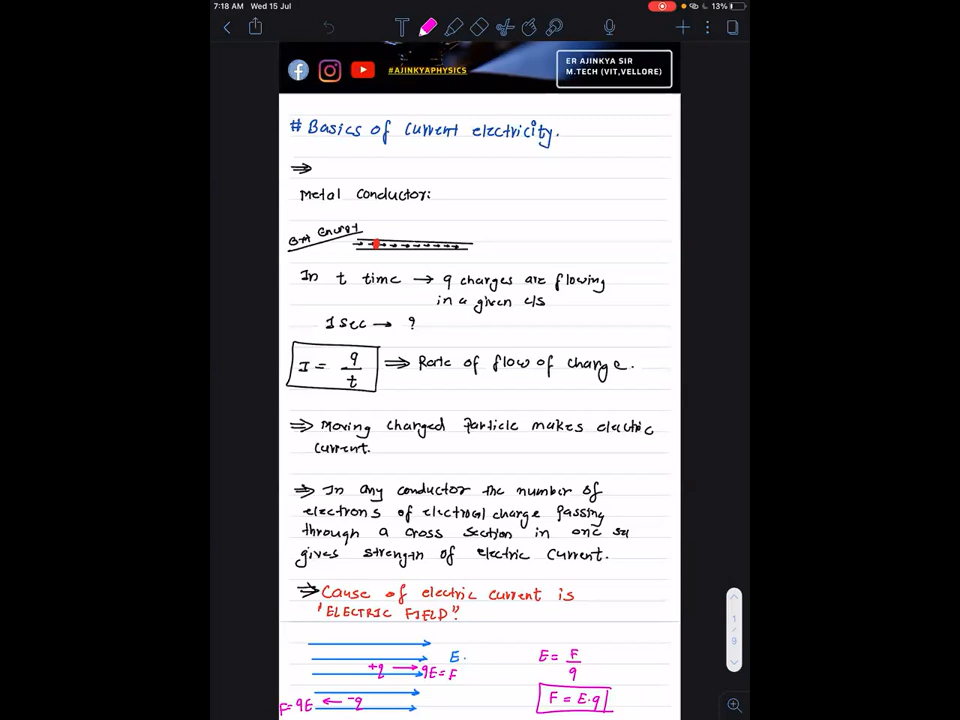 7:18 AM Wed 15 Jul
13%
#AJINKYAPHYSICS
ER AJINKYA SIR
M.TECH (VIT,VELLORE)
# Basics of current electricity.
⇒
Metal Conductor:
In t time → q charges are flowing
in a given c/s
1 sec → ?
I = q/t ⇒ Rate of flow of charge.
⇒ Moving charged Particle makes electric
current.
⇒ In any conductor the number of
electrons of electrical charge passing
through a cross section in one
gives strength of electric current.
⇒ Cause of electric current is
"ELECTRIC FIELD"
E.
+q → qE = F
F = qE ← -q
E = F/q
F = E.q
1/9